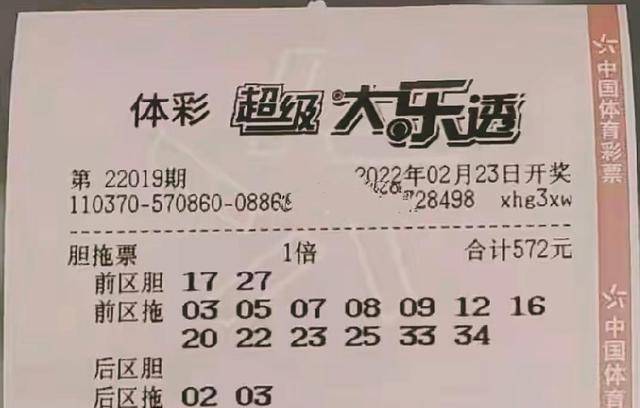 体彩 超级大乐透
第 22019期 2022年02月23日开奖
110370-570860-0886 28498 xhg3xw
胆拖票 1倍 合计572元
前区胆 17 27
前区拖 03 05 07 08 09 12 16
20 22 23 25 33 34
后区胆
后区拖 02 03
中国体育彩票
中国体育